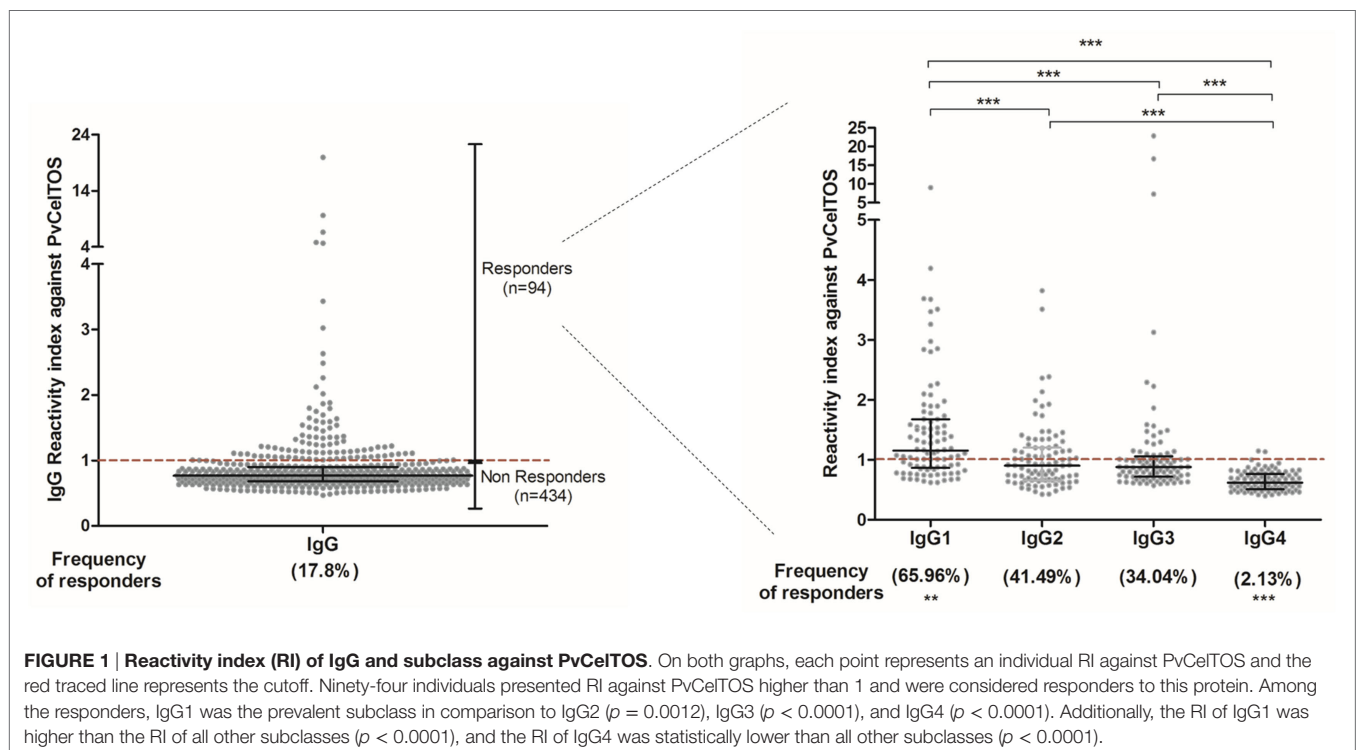 IgG Reactivity index against PvCelTOS
24
14
4
4
3
2
1
0
Responders
(n=94)
Non Responders
(n=434)
IgG
Frequency
of responders
(17.8%)
***
***
***
***
***
Reactivity index against PvCelTOS
25
20
15
10
5
5
4
3
2
1
0
IgG1 IgG2 IgG3 IgG4
Frequency
of responders
(65.96%) (41.49%) (34.04%) (2.13%)
** ***
FIGURE 1 | Reactivity index (RI) of IgG and subclass against PvCelTOS. On both graphs, each point represents an individual RI against PvCelTOS and the
red traced line represents the cutoff. Ninety-four individuals presented RI against PvCelTOS higher than 1 and were considered responders to this protein. Among
the responders, IgG1 was the prevalent subclass in comparison to IgG2 (p = 0.0012), IgG3 (p < 0.0001), and IgG4 (p < 0.0001). Additionally, the RI of IgG1 was
higher than the RI of all other subclasses (p < 0.0001), and the RI of IgG4 was statistically lower than all other subclasses (p < 0.0001).